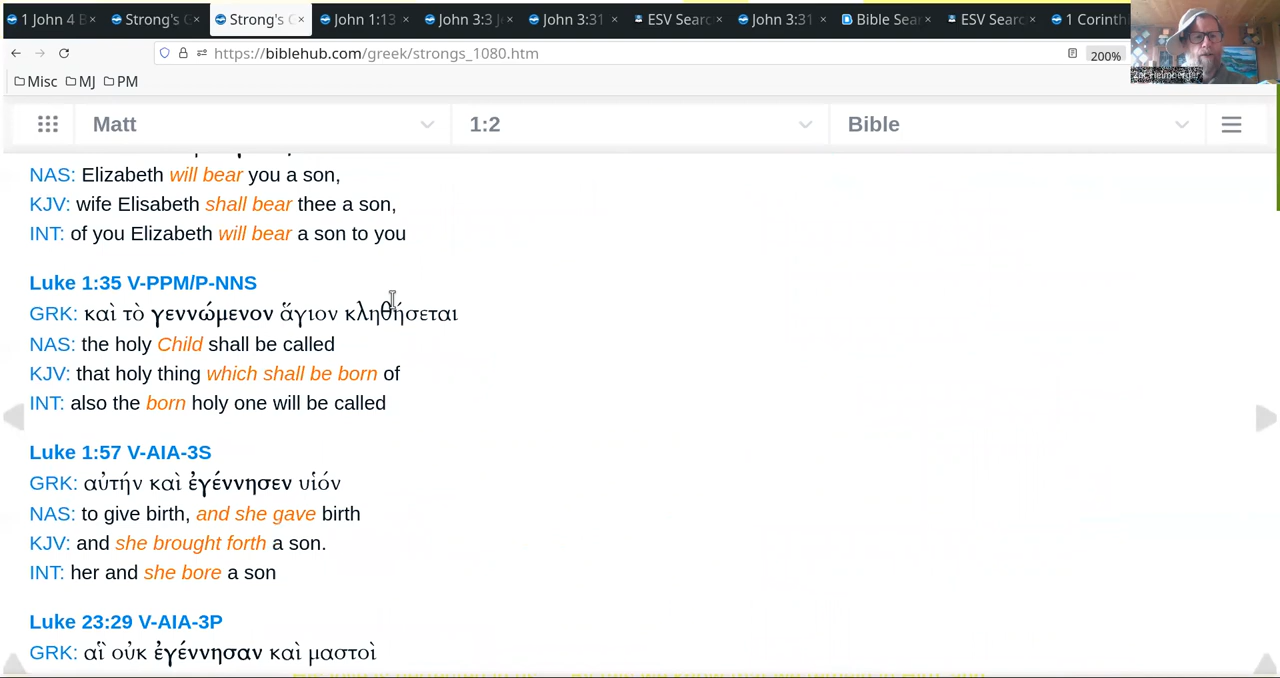 1 John 4 B × Strong's C × Strong's C × John 1:13 × John 3:3 J × John 3:31 × ESV Searc × John 3:31 × Bible Sear × ESV Searc × 1 Corinth
https://biblehub.com/greek/strongs_1080.htm 200%
Misc MJ PM
Matt 1:2 Bible
NAS: Elizabeth will bear you a son,
KJV: wife Elisabeth shall bear thee a son,
INT: of you Elizabeth will bear a son to you
Luke 1:35 V-PPM/P-NNS
GRK: καὶ τὸ γεννώμενον ἅγιον κληθήσεται
NAS: the holy Child shall be called
KJV: that holy thing which shall be born of
INT: also the born holy one will be called
Luke 1:57 V-AIA-3S
GRK: αὐτήν καὶ ἐγέννησεν υἱόν
NAS: to give birth, and she gave birth
KJV: and she brought forth a son.
INT: her and she bore a son
Luke 23:29 V-AIA-3P
GRK: αἳ οὐκ ἐγέννησαν καὶ μαστοὶ